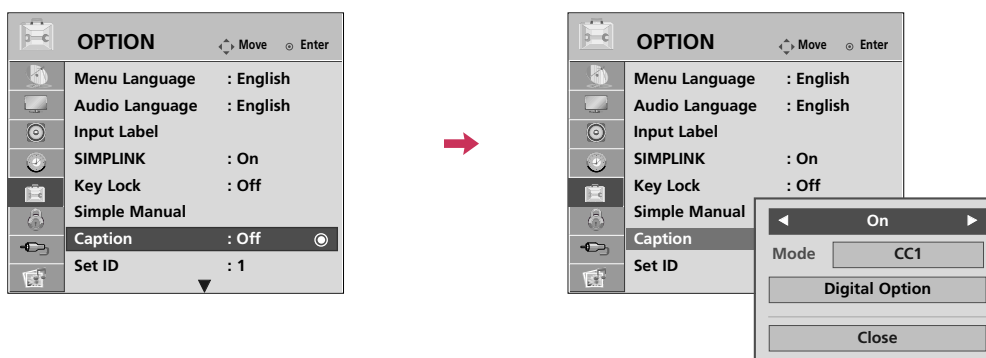 OPTION Move Enter
Menu Language : English
Audio Language : English
Input Label
SIMPLINK : On
Key Lock : Off
Simple Manual
Caption : Off
Set ID : 1
OPTION Move Enter
Menu Language : English
Audio Language : English
Input Label
SIMPLINK : On
Key Lock : Off
Simple Manual
Caption
Set ID
On
Mode CC1
Digital Option
Close